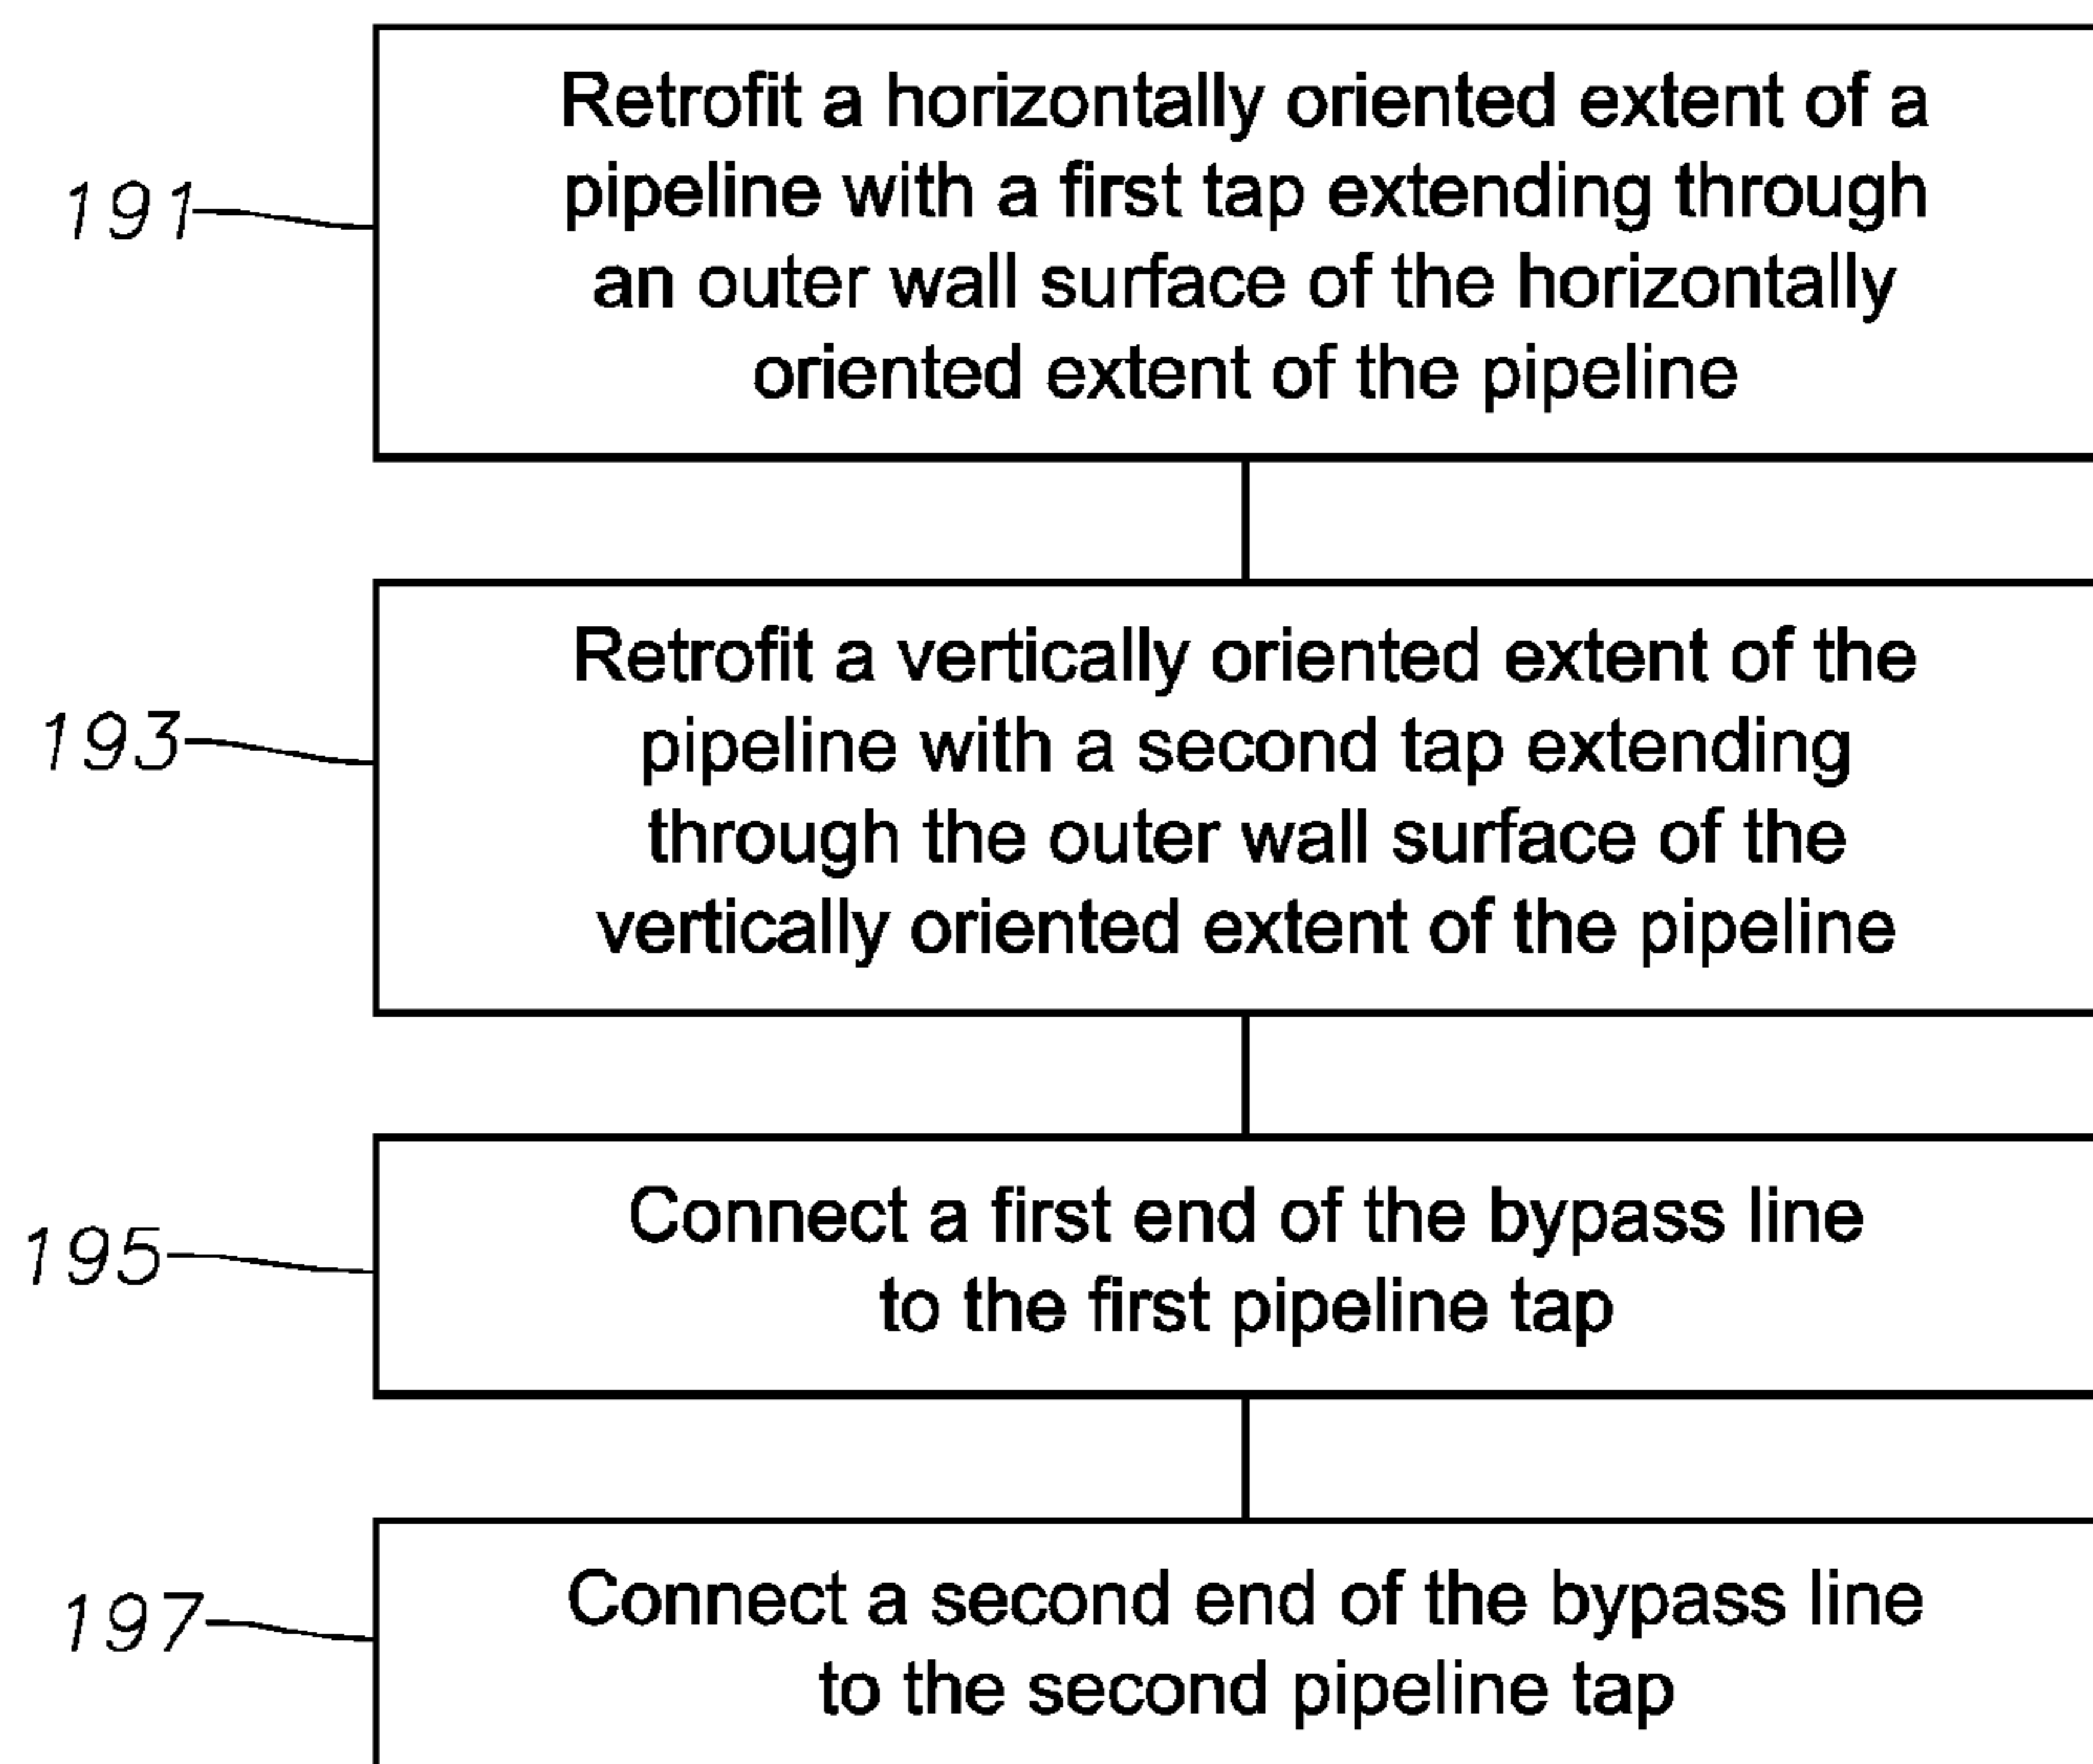 191
Retrofit a horizontally oriented extent of a
pipeline with a first tap extending through
an outer wall surface of the horizontally
oriented extent of the pipeline
193
Retrofit a vertically oriented extent of the
pipeline with a second tap extending
through the outer wall surface of the
vertically oriented extent of the pipeline
195
Connect a first end of the bypass line
to the first pipeline tap
197
Connect a second end of the bypass line
to the second pipeline tap